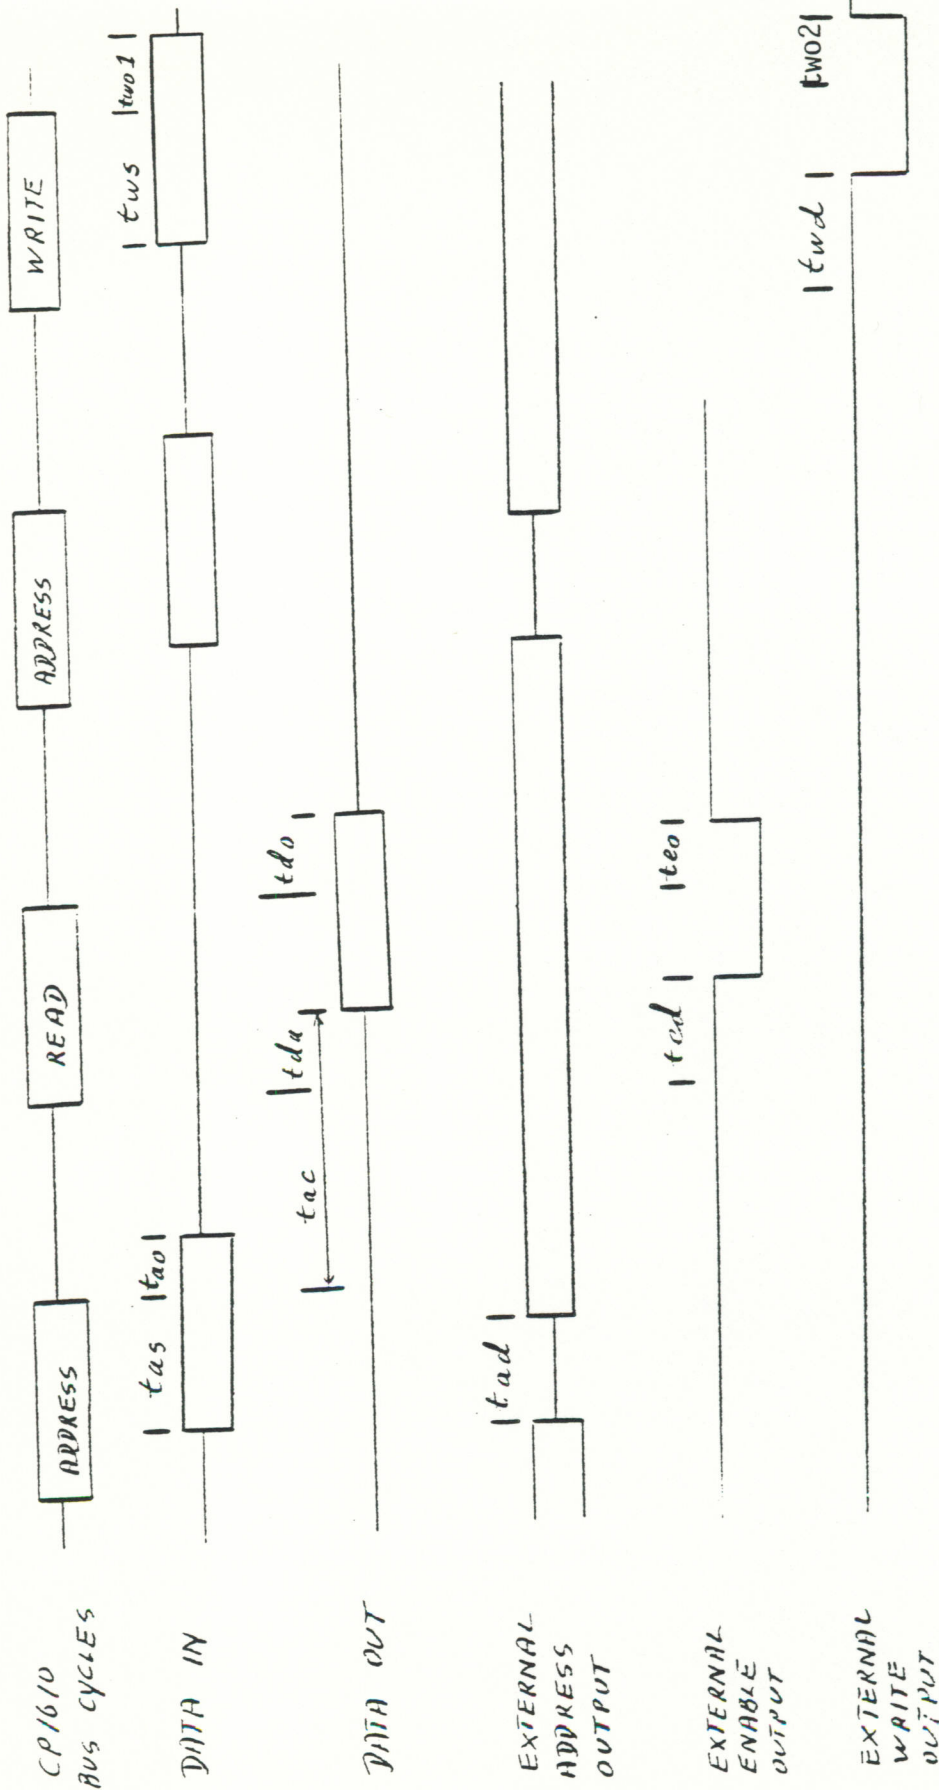 CP1610
BUS CYCLES
ADDRESS
READ
ADDRESS
WRITE
DATA IN
tas
tao
tws
two1
DATA OUT
tac
tda
tdo
EXTERNAL
ADDRESS
OUTPUT
tad
EXTERNAL
ENABLE
OUTPUT
ted
teo
EXTERNAL
WRITE
OUTPUT
twd
two2